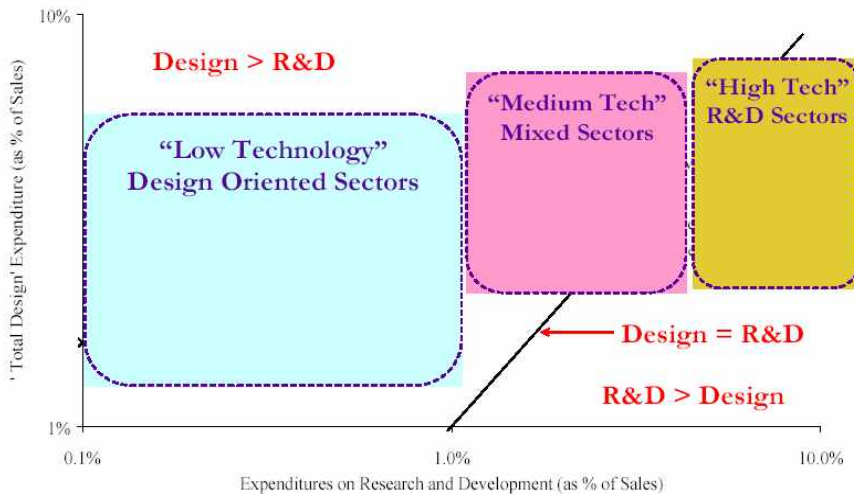 10%
Design > R&D
“Low Technology”
Design Oriented Sectors
“Medium Tech”
Mixed Sectors
“High Tech”
R&D Sectors
' Total Design' Expenditure (as % of Sales)
Design = R&D
R&D > Design
1%
0.1%
1.0%
10.0%
Expenditures on Research and Development (as % of Sales)